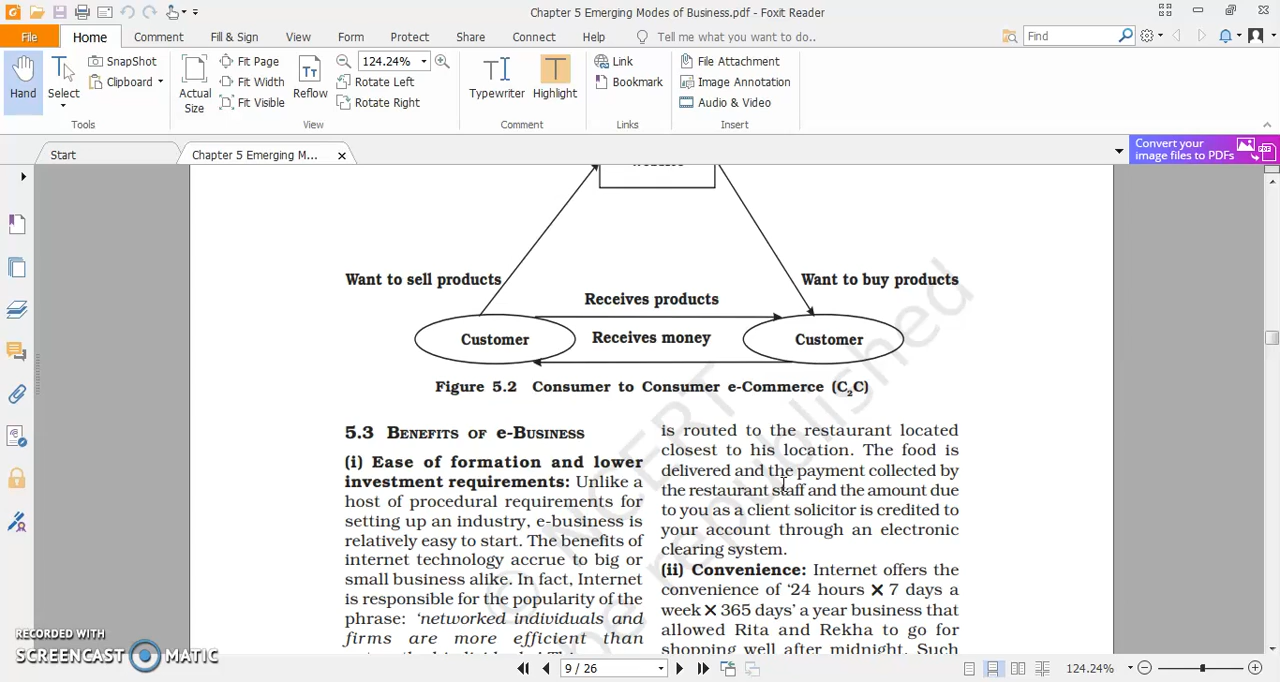 Chapter 5 Emerging Modes of Business.pdf - Foxit Reader
File Home Comment Fill & Sign View Form Protect Share Connect Help Tell me what you want to do.. Find
Hand
Select
SnapShot
Clipboard
Tools
Actual
Size
Fit Page
Fit Width
Fit Visible
Reflow
124.24%
Rotate Left
Rotate Right
View
Typewriter
Highlight
Comment
Link
Bookmark
Links
File Attachment
Image Annotation
Audio & Video
Insert
Start
Chapter 5 Emerging M...
Convert your
image files to PDFs
Want to sell products
Want to buy products
Receives products
Customer
Receives money
Customer
Figure 5.2 Consumer to Consumer e-Commerce (C2C)
5.3 BENEFITS OF e-BUSINESS
(i) Ease of formation and lower
investment requirements: Unlike a
host of procedural requirements for
setting up an industry, e-business is
relatively easy to start. The benefits of
internet technology accrue to big or
small business alike. In fact, Internet
is responsible for the popularity of the
phrase: ‘networked individuals and
firms are more efficient than
is routed to the restaurant located
closest to his location. The food is
delivered and the payment collected by
the restaurant staff and the amount due
to you as a client solicitor is credited to
your account through an electronic
clearing system.
(ii) Convenience: Internet offers the
convenience of ‘24 hours × 7 days a
week × 365 days’ a year business that
allowed Rita and Rekha to go for
shopping well after midnight. Such
© NCERT
be republished
RECORDED WITH
SCREENCAST MATIC
9 / 26
124.24%